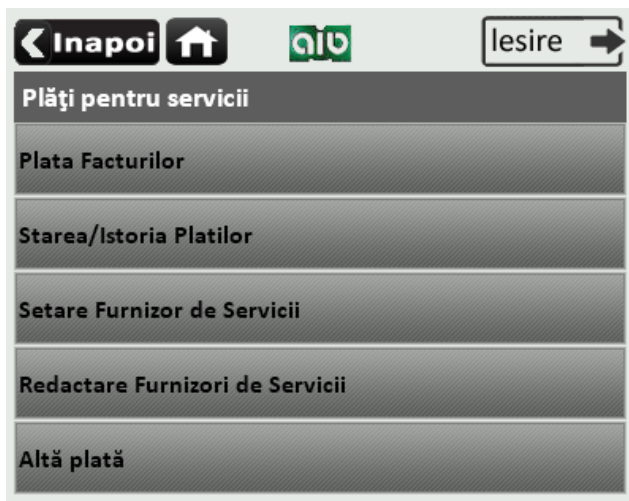 Inapoi
aib
Iesire
Plăţi pentru servicii
Plata Facturilor
Starea/Istoria Platilor
Setare Furnizor de Servicii
Redactare Furnizori de Servicii
Altă plată